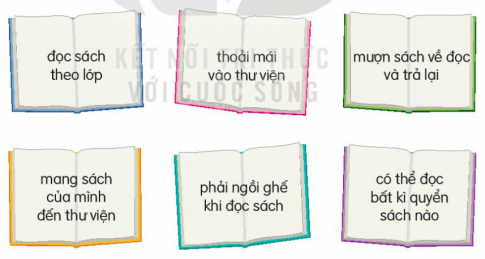 KẾT NỐI TRI THỨC
VỚI CUỘC SỐNG
đọc sách
theo lớp
thoải mái
vào thư viện
mượn sách về đọc
và trả lại
mang sách
của mình
đến thư viện
phải ngồi ghế
khi đọc sách
có thể đọc
bất kì quyển
sách nào